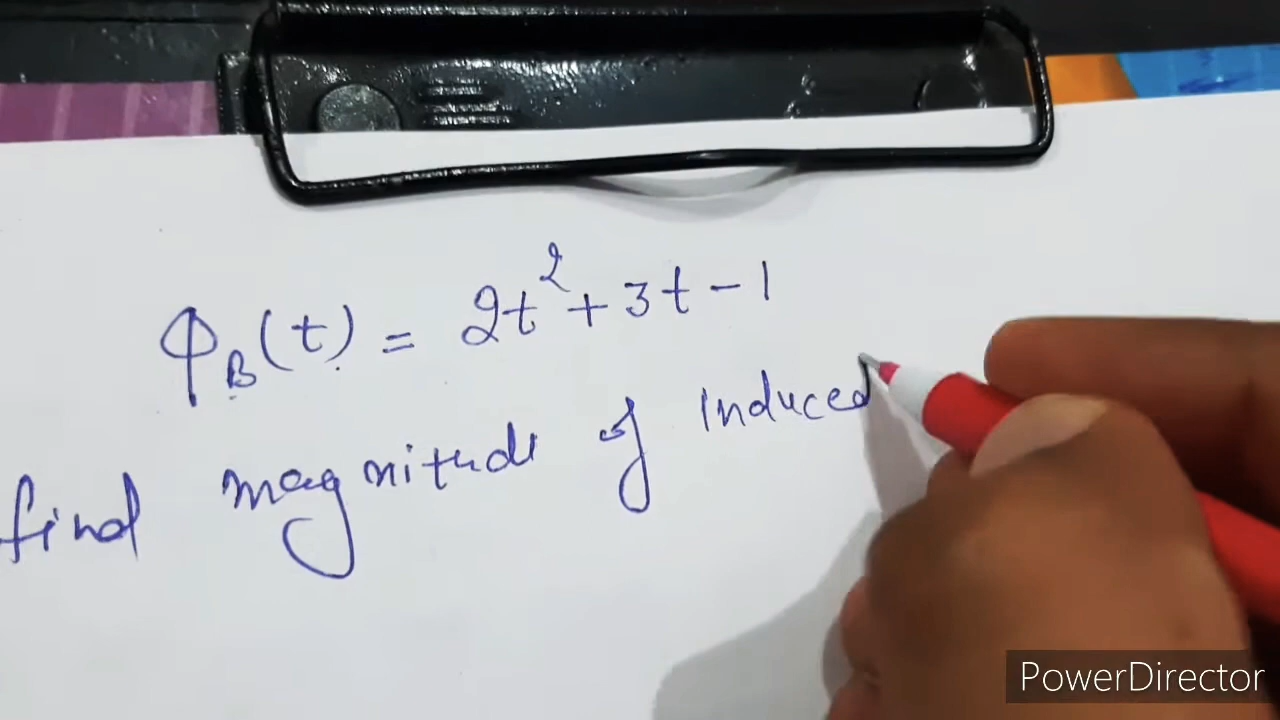 φ_B(t) = 2t² + 3t - 1
find magnitude of induced
PowerDirector